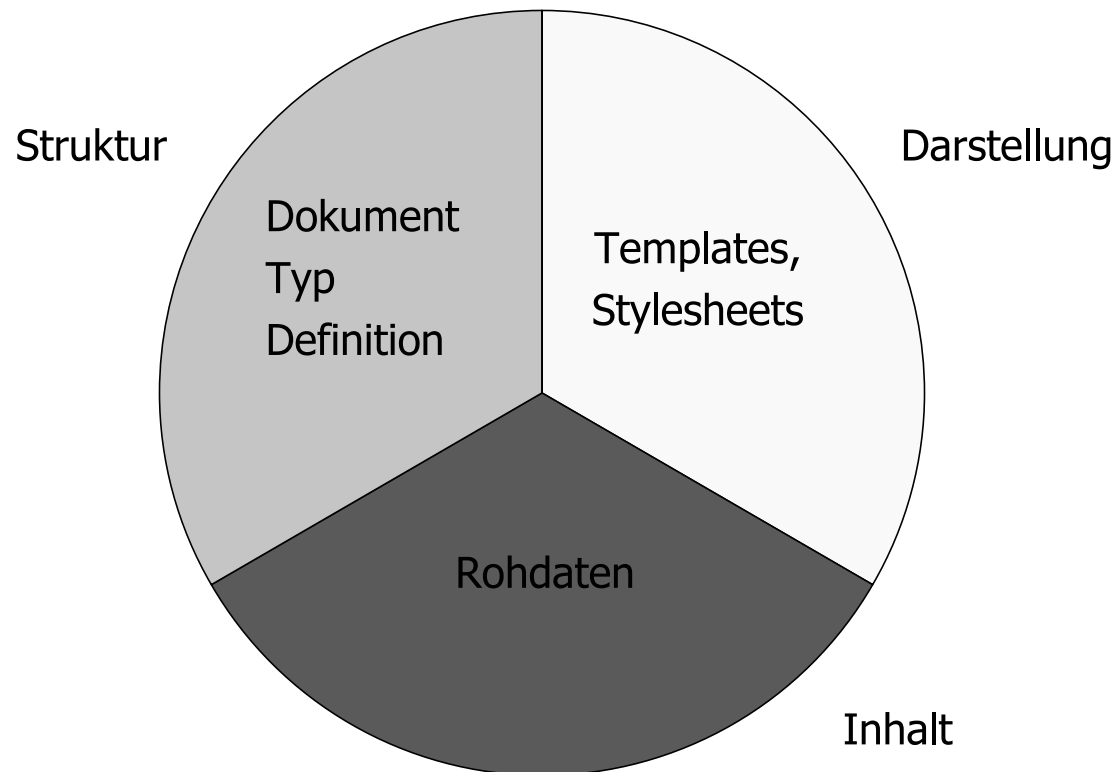 Struktur
Darstellung
Dokument
Typ
Definition
Templates,
Stylesheets
Rohdaten
Inhalt